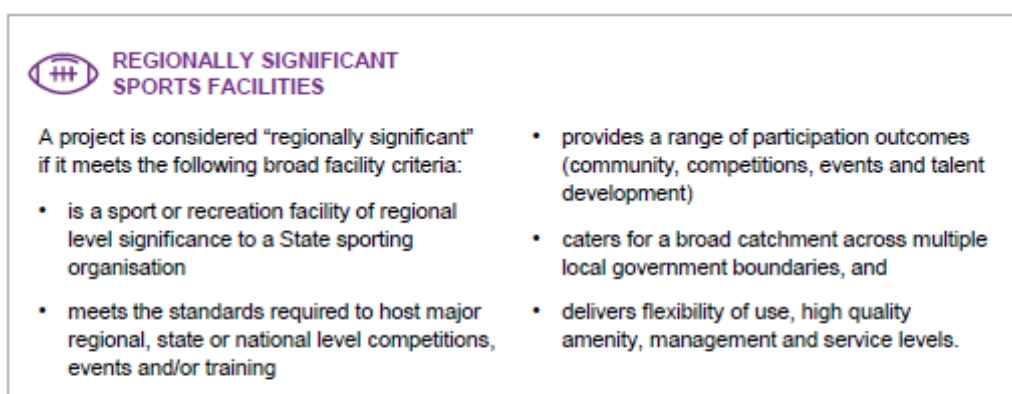 REGIONALLY SIGNIFICANT
SPORTS FACILITIES
A project is considered “regionally significant”
if it meets the following broad facility criteria:
• is a sport or recreation facility of regional
level significance to a State sporting
organisation
• meets the standards required to host major
regional, state or national level competitions,
events and/or training
• provides a range of participation outcomes
(community, competitions, events and talent
development)
• caters for a broad catchment across multiple
local government boundaries, and
• delivers flexibility of use, high quality
amenity, management and service levels.